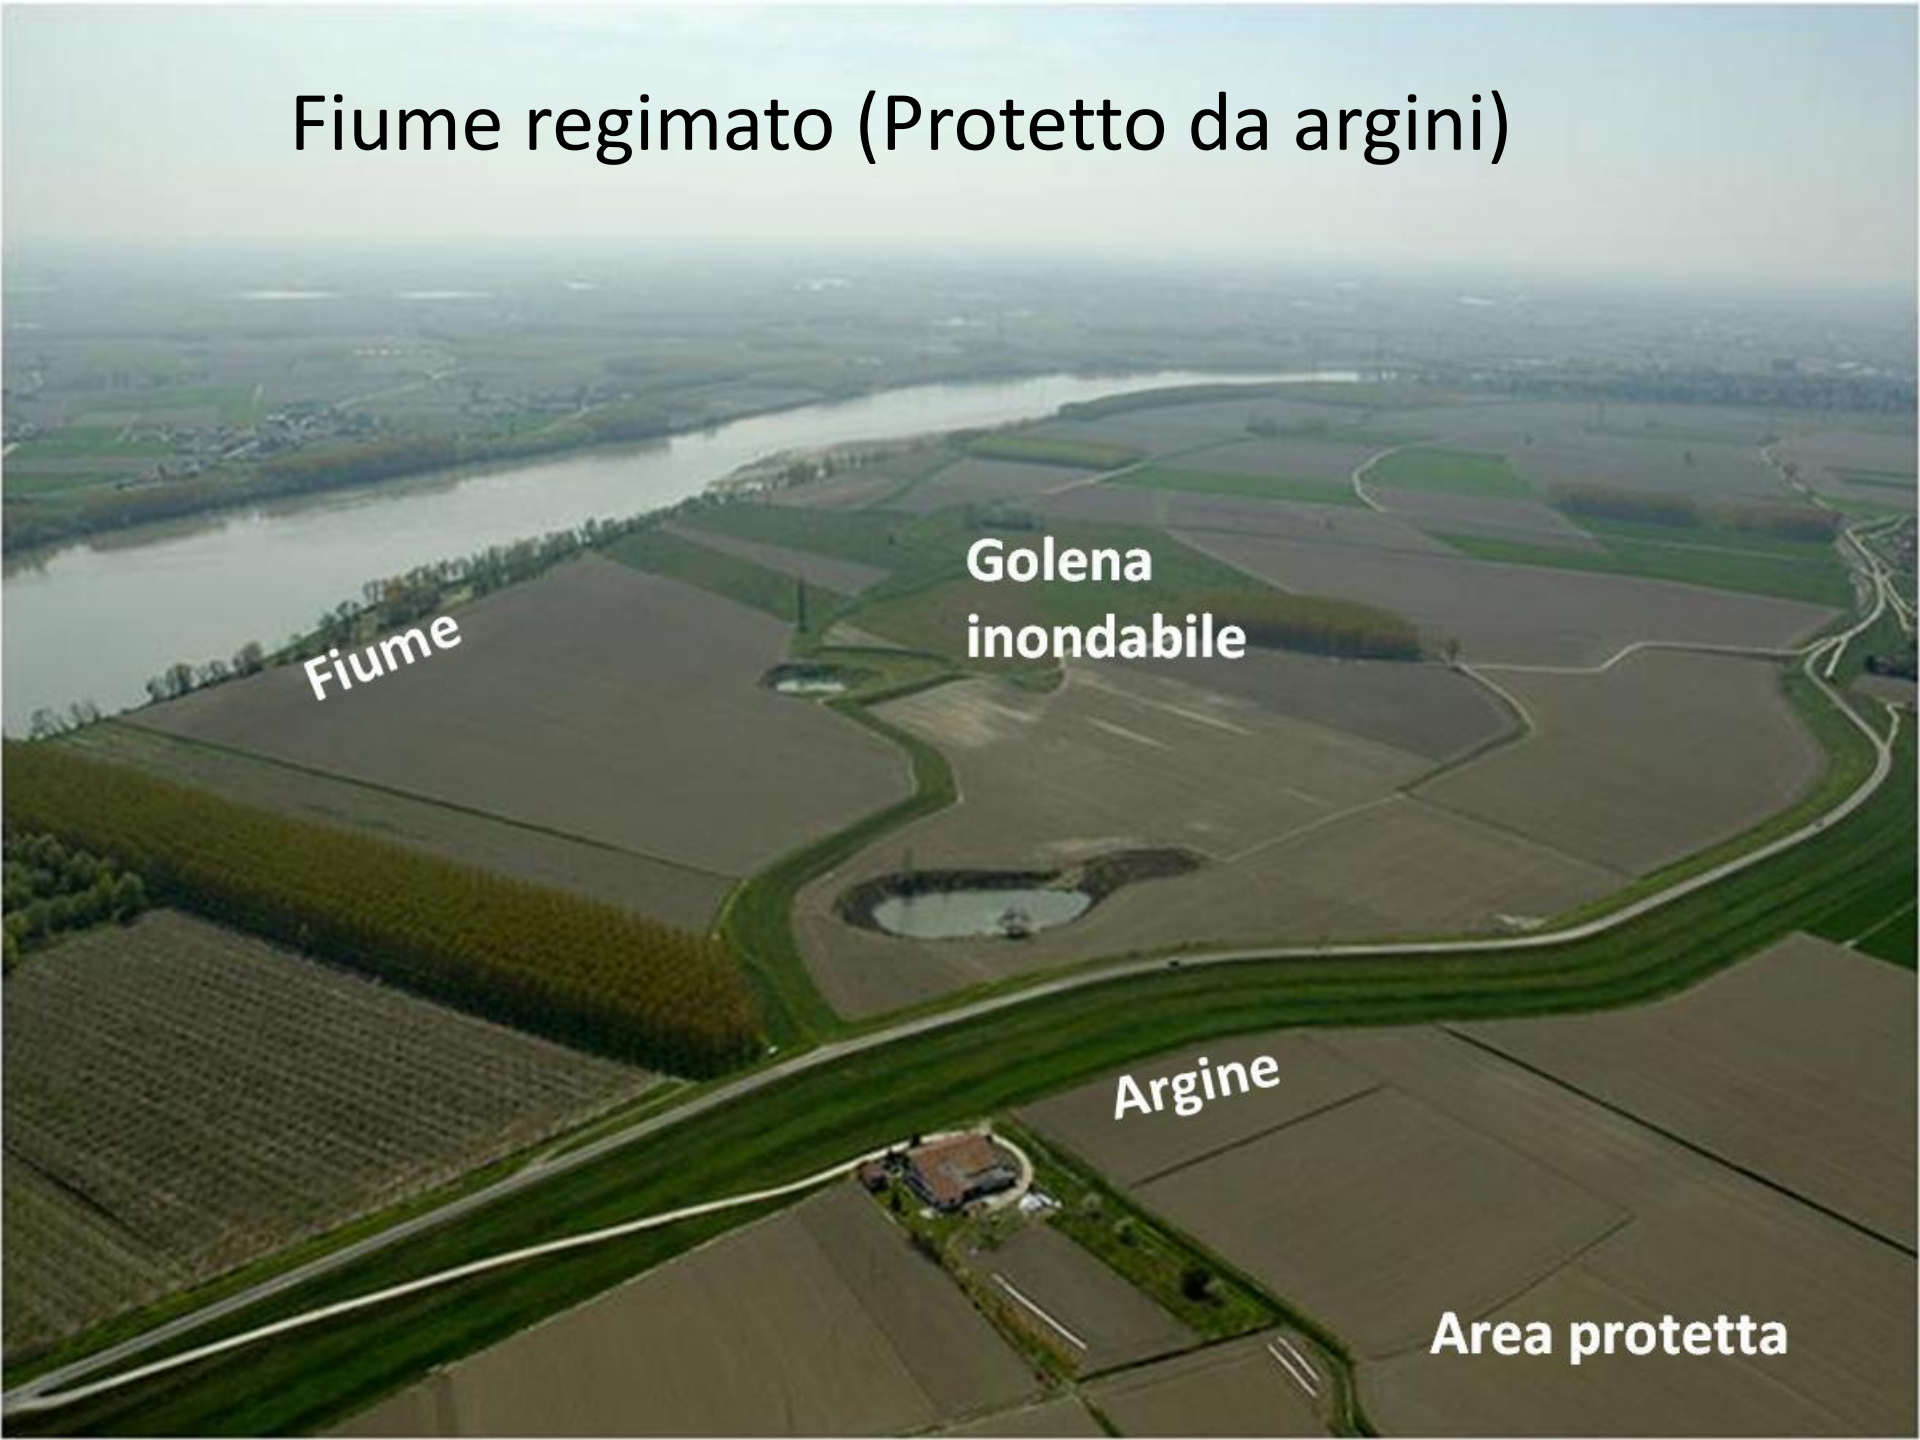 Fiume regimato (Protetto da argini)
Golena
inondabile
Fiume
Argine
Area protetta